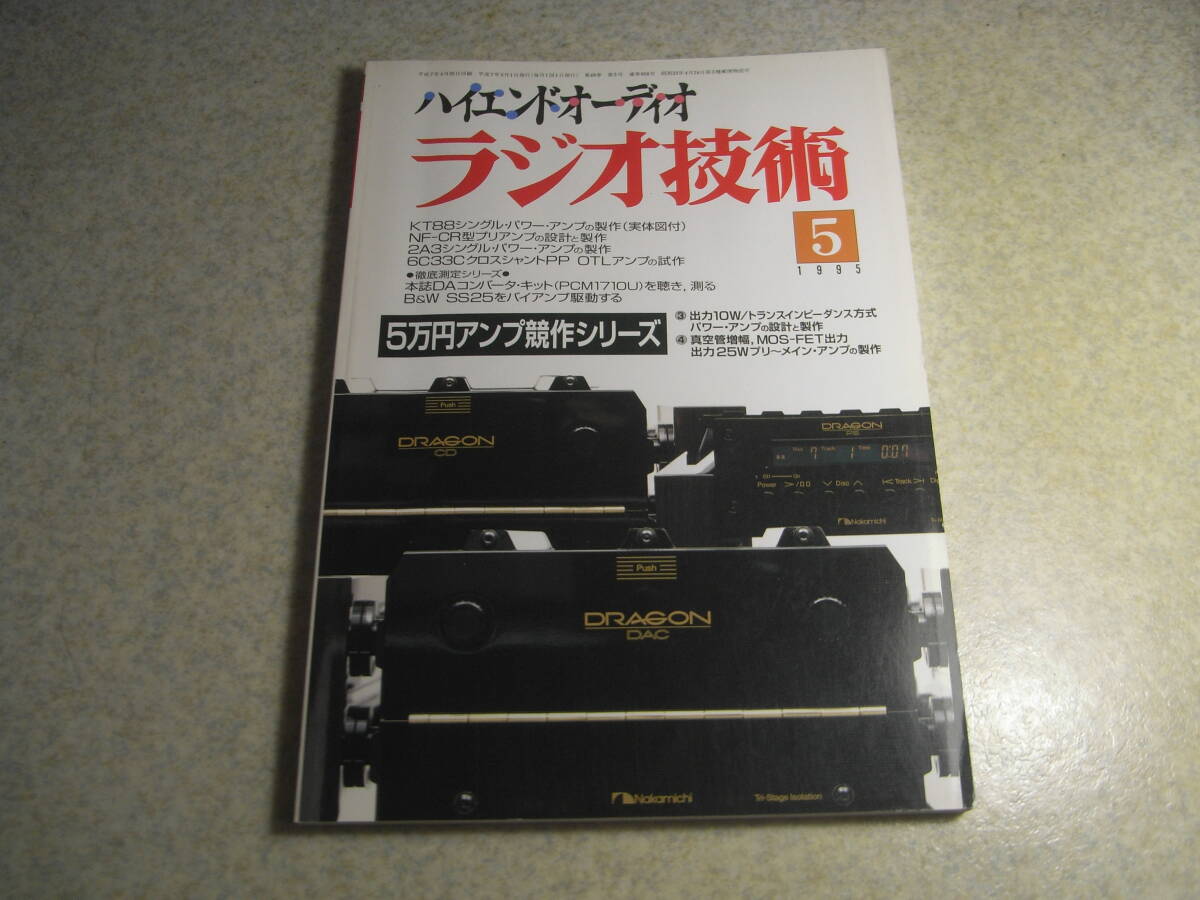 ハイエンドオーディオ
ラジオ技術
5
1995
KT88シングル・パワー・アンプの製作(実体図付)
NF-CR型プリアンプの設計と製作
2A3シングル・パワー・アンプの製作
6C33CクロスシャントPP OTLアンプの試作
●徹底測定シリーズ●
本誌DAコンバータ・キット(PCM1710U)を聴き,測る
B&W SS25をバイアンプ駆動する
5万円アンプ競作シリーズ
③ 出力10W/トランスインピーダンス方式
パワー・アンプの設計と製作
④ 真空管増幅,MOS-FET出力
出力25Wプリ〜メイン・アンプの製作
Push
DRAGON
CD
DRAGON
Track
Time
7 1 0:07
Power
Disc
Track
Nakamichi
Push
DRAGON
DAC
Nakamichi
Tri-Stage Isolation